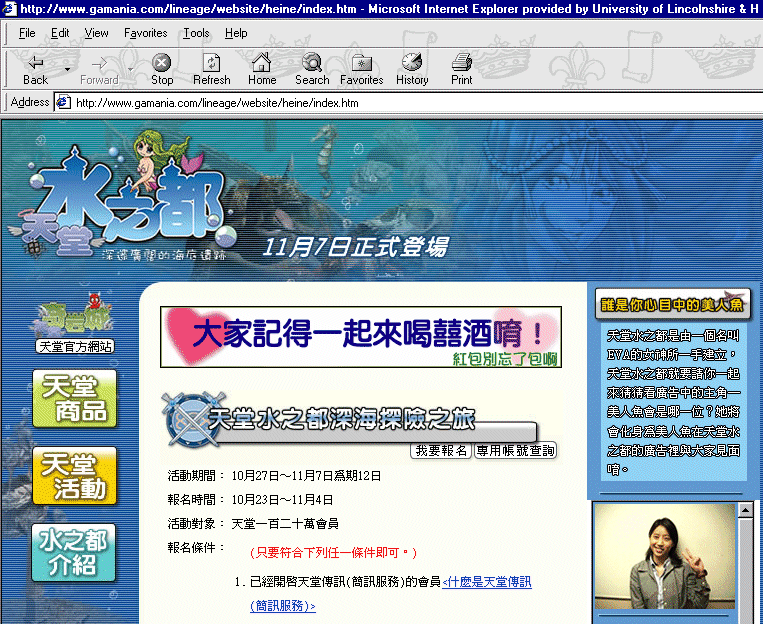 http://www.gamania.com/lineage/website/heine/index.htm - Microsoft Internet Explorer provided by University of Lincolnshire & H
File Edit View Favorites Tools Help
Back Forward Stop Refresh Home Search Favorites History Print
Address http://www.gamania.com/lineage/website/heine/index.htm
水之都
天堂
深遂廣闊的海底遺跡
11月7日正式登場
奇岩城
天堂官方網站
天堂
商品
天堂
活動
水之都
介紹
大家記得一起來喝囍酒唷！
紅包別忘了包啊
天堂水之都深海探險之旅
我要報名 專用帳號查詢
活動期間： 10月27日～11月7日爲期12日
報名時間： 10月23日～11月4日
活動對象： 天堂一百二十萬會員
報名條件： (只要符合下列任一條件即可。)
1. 已經開啓天堂傳訊(簡訊服務)的會員<什麼是天堂傳訊
(簡訊服務)>
誰是你心目中的美人魚
天堂水之都是由一個名叫
EVA的女神所一手建立，
天堂水之都就要請你一起
來猜猜看廣告中的主角—
美人魚會是哪一位？她將
會化身爲美人魚在天堂水
之都的廣告裡與大家見面
唷。